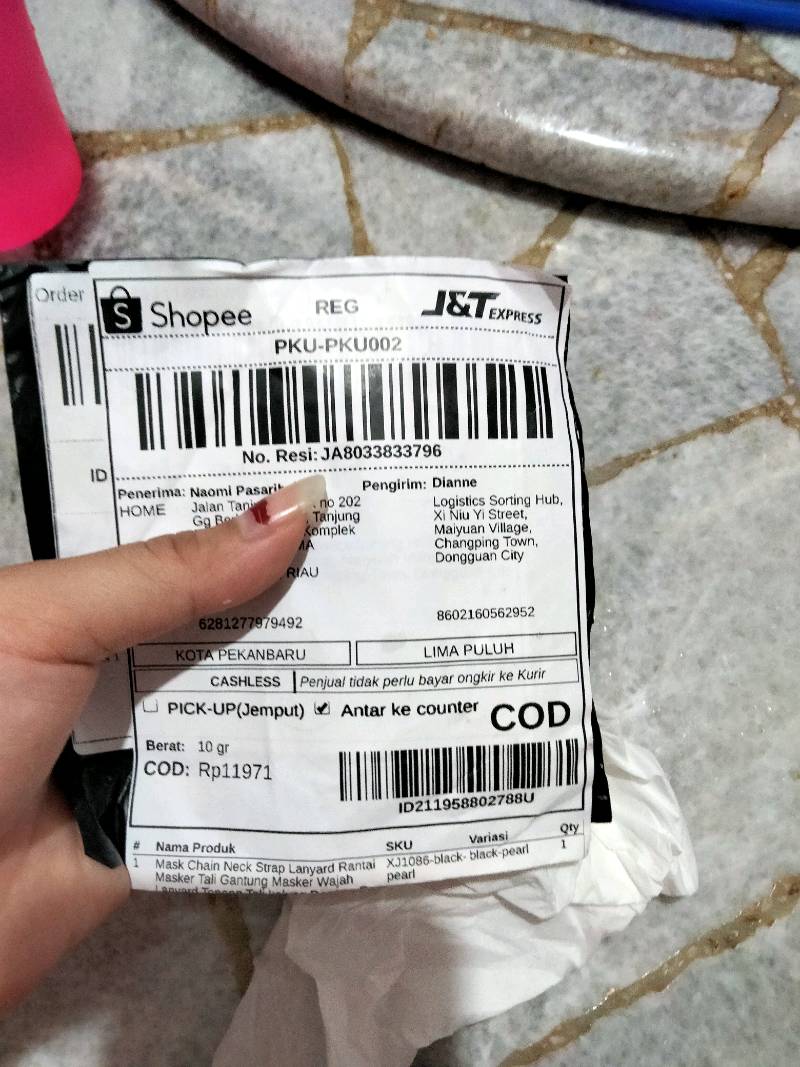 Order
Shopee
REG
J&T EXPRESS
PKU-PKU002
No. Resi: JA8033833796
ID
Penerima: Naomi
HOME
Jalan no 202
Gg Tanjung
Komplek
RIAU
6281277979492
Pengirim: Dianne
Logistics Sorting Hub,
Xi Niu Yi Street,
Maiyuan Village,
Changping Town,
Dongguan City
8602160562952
KOTA PEKANBARU
LIMA PULUH
CASHLESS
Penjual tidak perlu bayar ongkir ke Kurir
PICK-UP(Jemput)
Antar ke counter
COD
Berat: 10 gr
COD: Rp11971
ID211958802788U
# Nama Produk SKU Variasi Qty
1 Mask Chain Neck Strap Lanyard Rantai XJ1086-black- black-pearl 1
Masker Tali Gantung Masker Wajah pearl